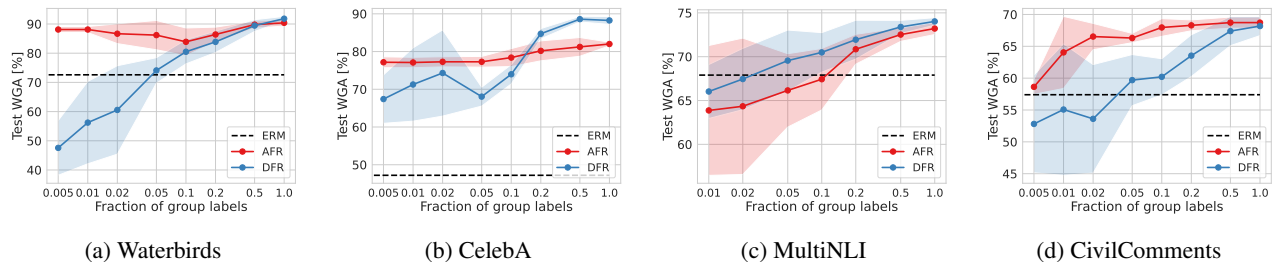 Test WGA [%]
90
80
70
60
50
40
ERM
AFR
DFR
0.005 0.01 0.02 0.05 0.1 0.2 0.5 1.0
Fraction of group labels
(a) Waterbirds
Test WGA [%]
90
80
70
60
50
ERM
AFR
DFR
0.005 0.01 0.02 0.05 0.1 0.2 0.5 1.0
Fraction of group labels
(b) CelebA
Test WGA [%]
75
70
65
60
ERM
AFR
DFR
0.01 0.02 0.05 0.1 0.2 0.5 1.0
Fraction of group labels
(c) MultiNLI
Test WGA [%]
70
65
60
55
50
45
ERM
AFR
DFR
0.005 0.01 0.02 0.05 0.1 0.2 0.5 1.0
Fraction of group labels
(d) CivilComments